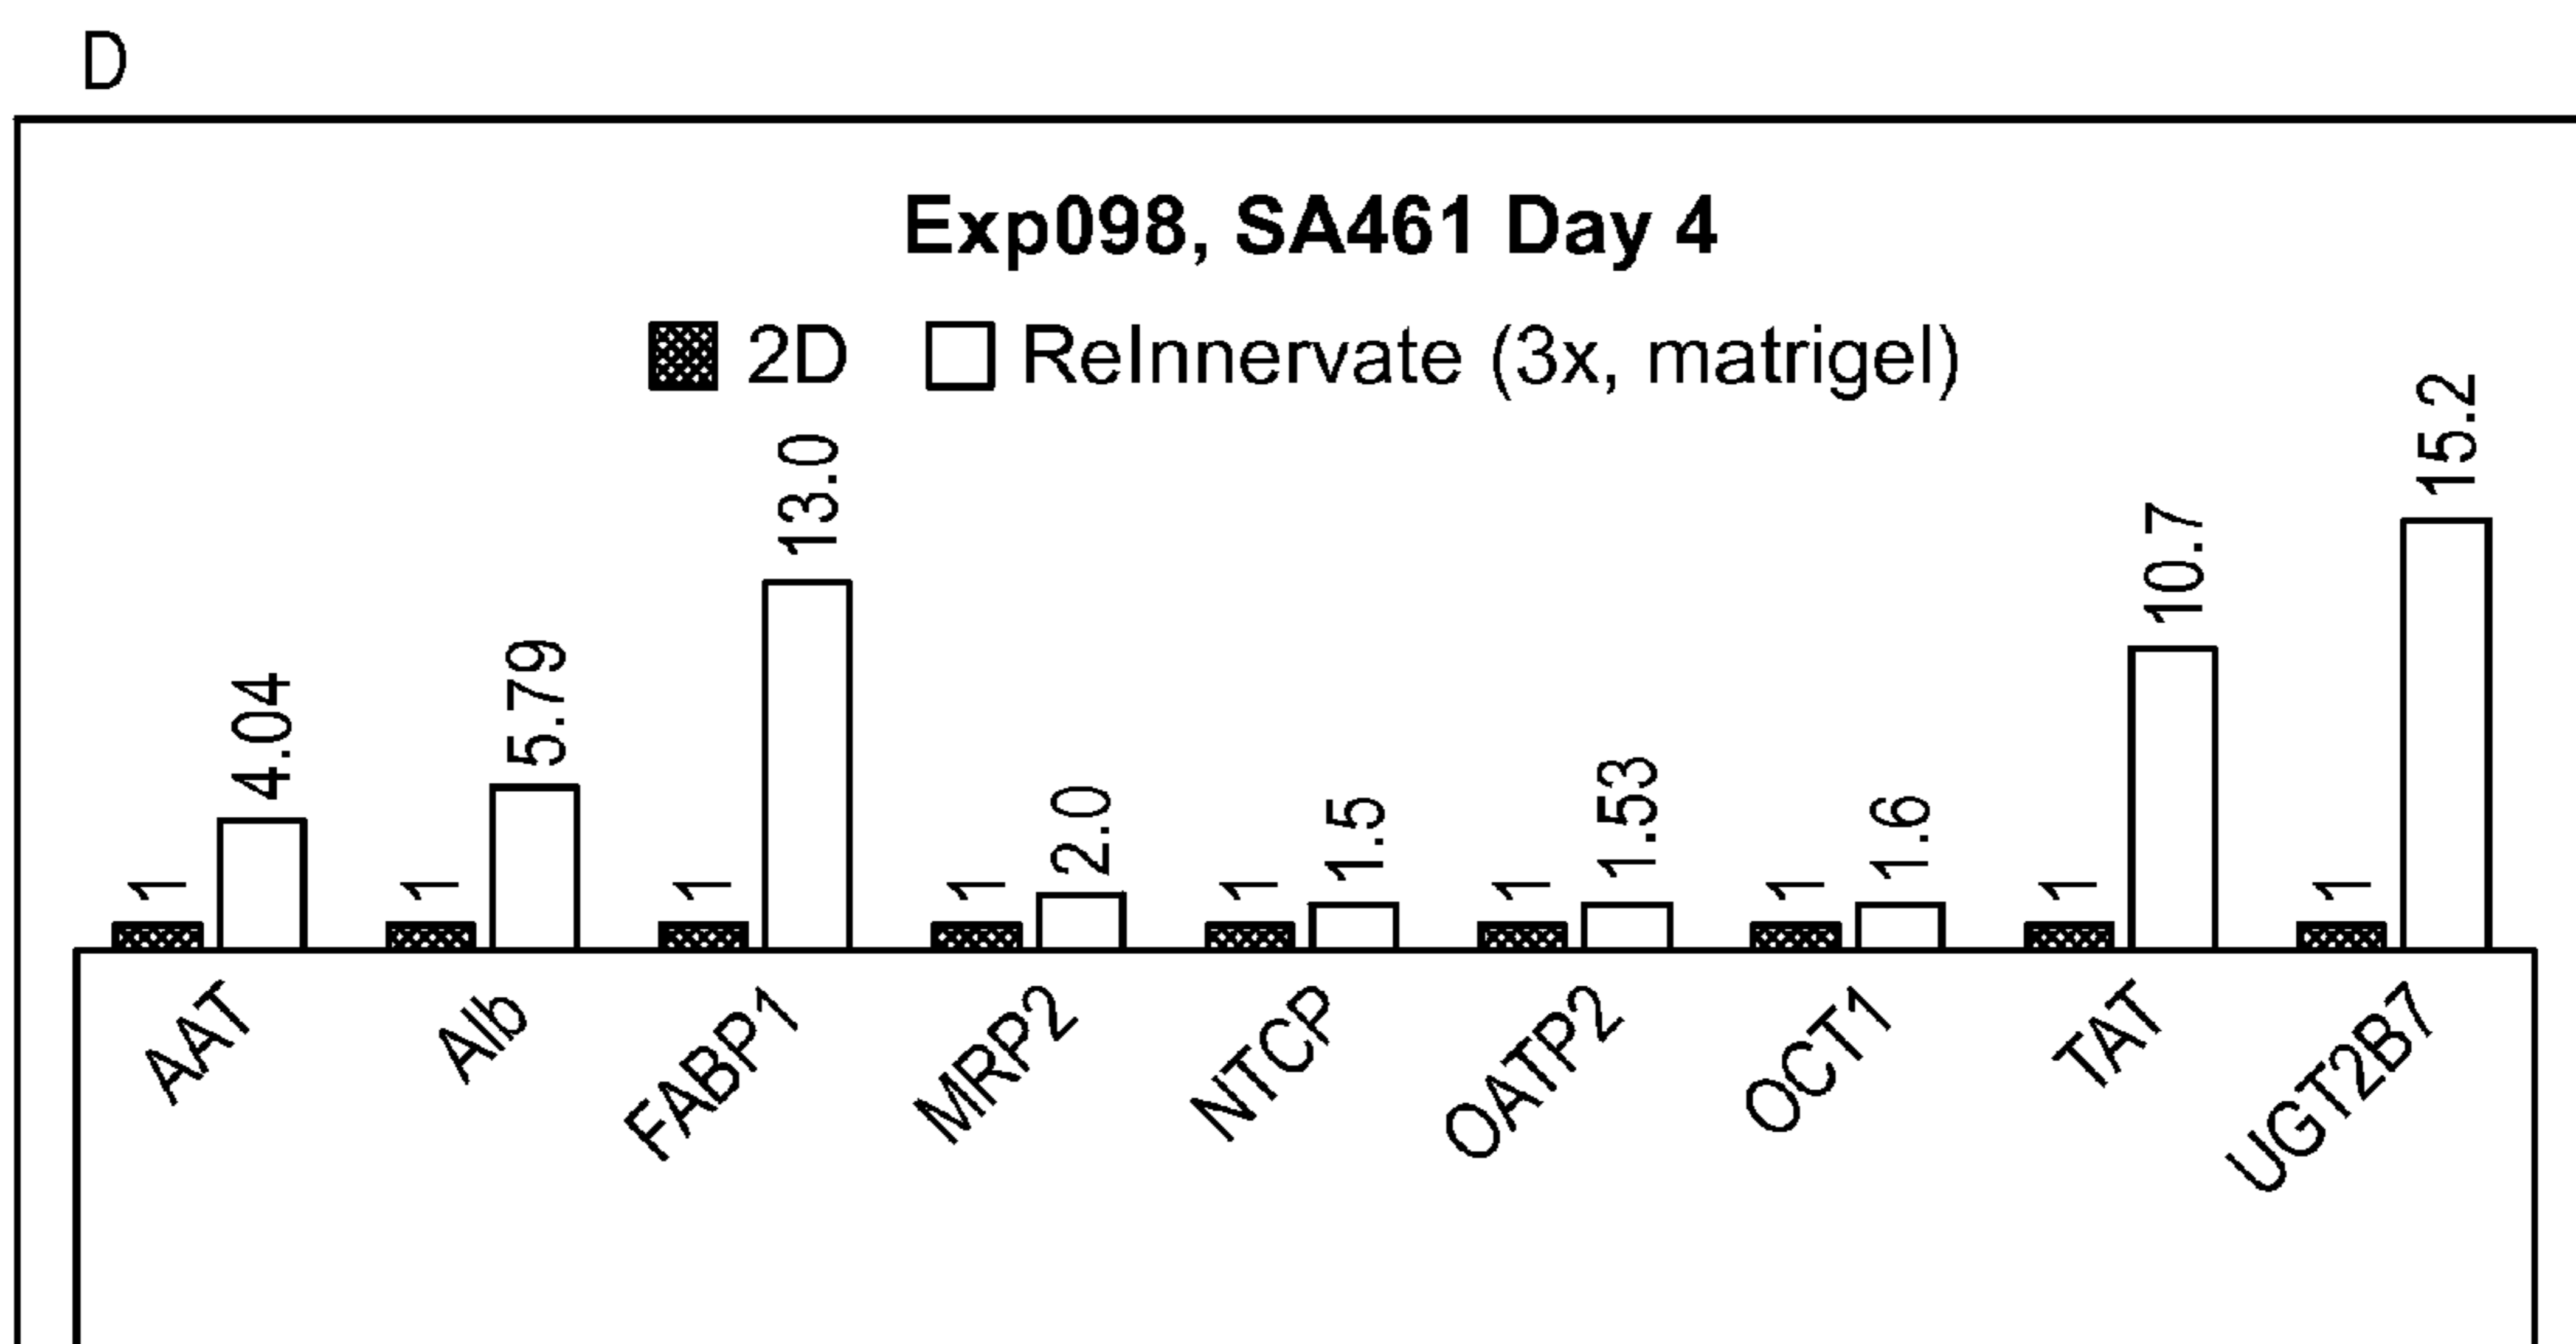 D
Exp098, SA461 Day 4
2D ReInnervate (3x, matrigel)
1 4.04 1 5.79 1 13.0 1 2.0 1 1.5 1 1.53 1 1.6 1 10.7 1 15.2
AAT Alb FABP1 MRP2 NTCP OATP2 OCT1 TAT UGT2B7